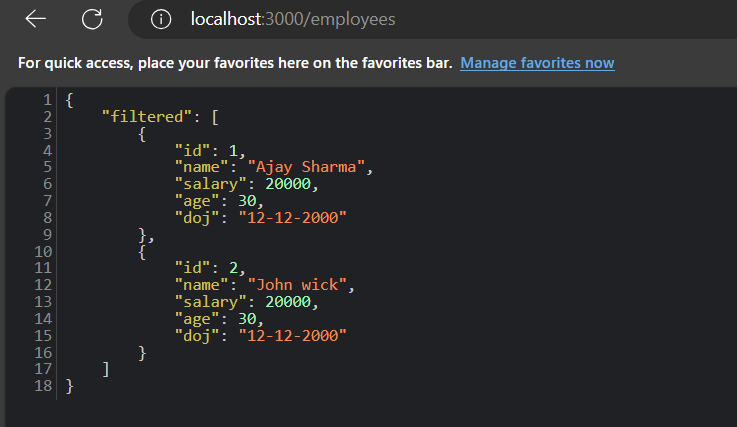 localhost:3000/employees
For quick access, place your favorites here on the favorites bar. Manage favorites now
1 {
2     "filtered": [
3         {
4             "id": 1,
5             "name": "Ajay Sharma",
6             "salary": 20000,
7             "age": 30,
8             "doj": "12-12-2000"
9         },
10         {
11             "id": 2,
12             "name": "John wick",
13             "salary": 20000,
14             "age": 30,
15             "doj": "12-12-2000"
16         }
17     ]
18 }